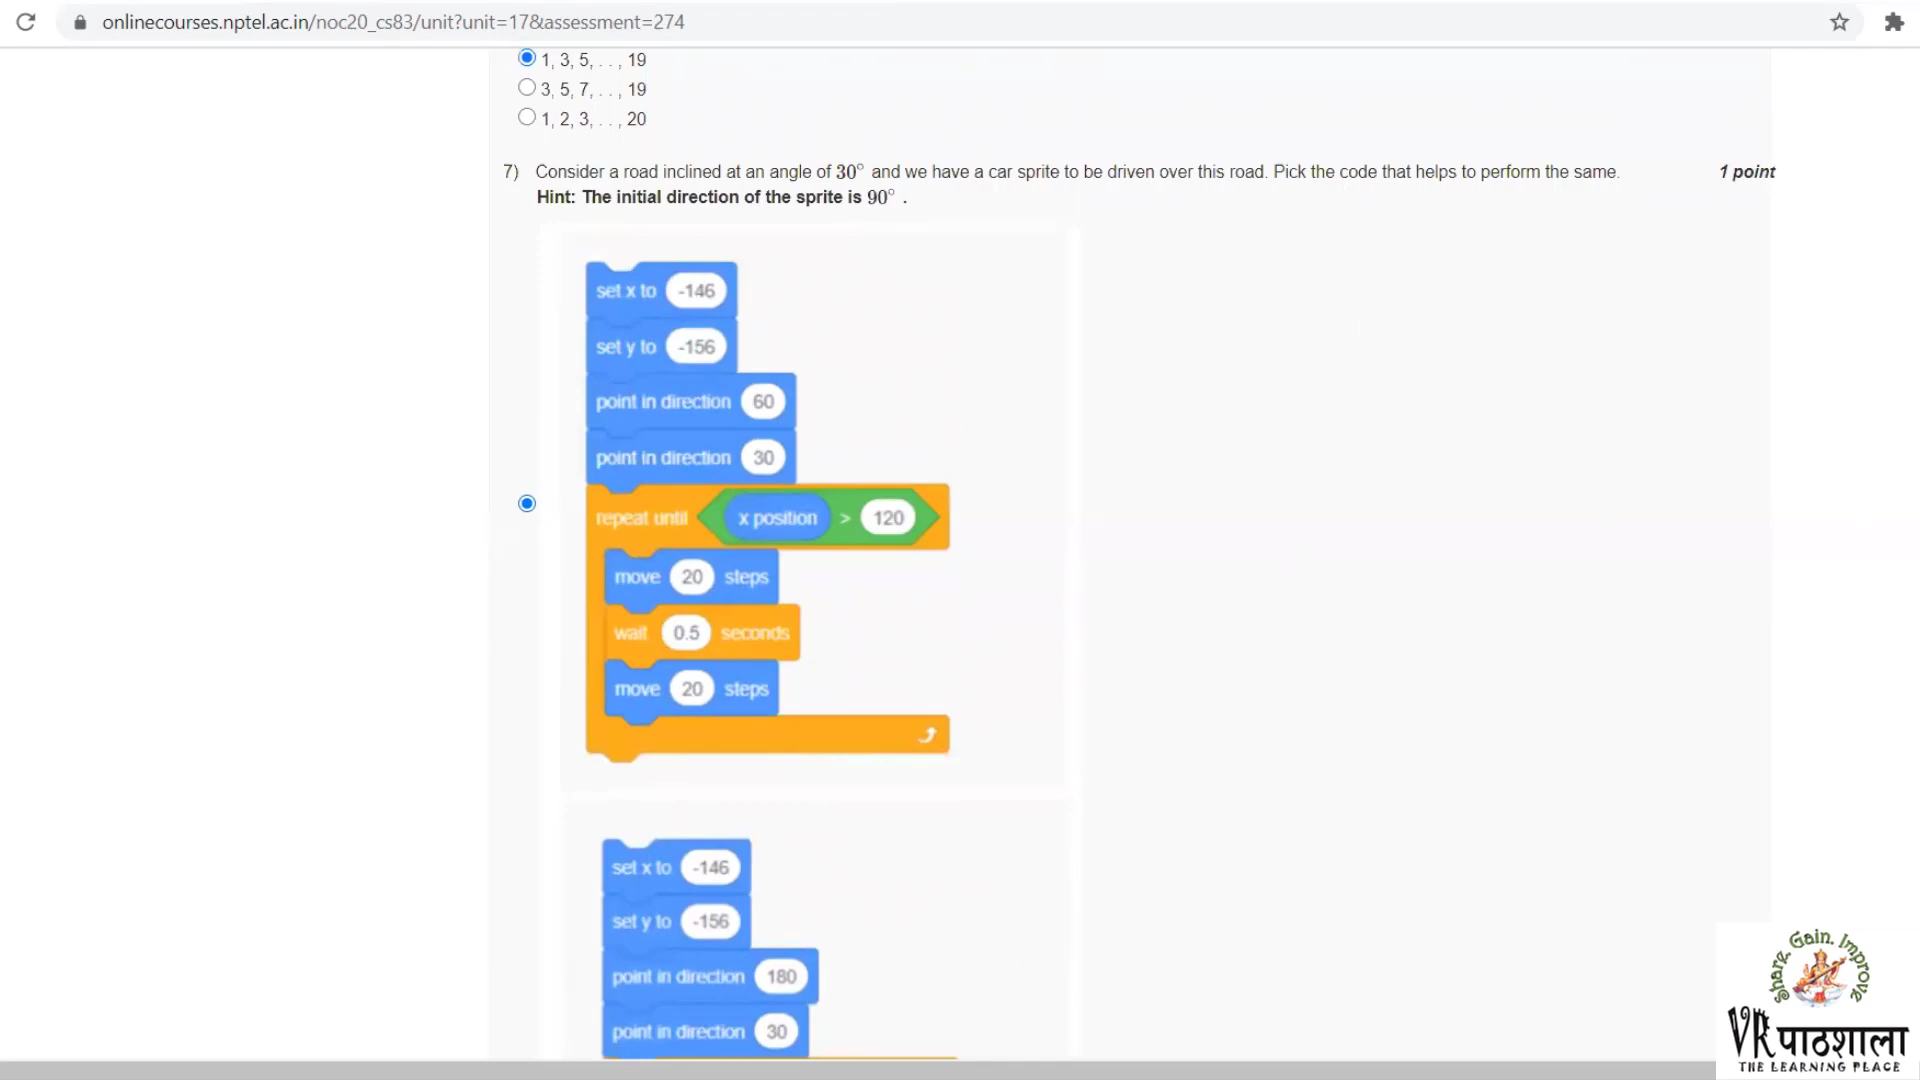 onlinecourses.nptel.ac.in/noc20_cs83/unit?unit=17&assessment=274
1, 3, 5, . . , 19
3, 5, 7, . . , 19
1, 2, 3, . . , 20
7) Consider a road inclined at an angle of 30° and we have a car sprite to be driven over this road. Pick the code that helps to perform the same. 1 point
Hint: The initial direction of the sprite is 90° .
set x to -146
set y to -156
point in direction 60
point in direction 30
repeat until x position > 120
move 20 steps
wait 0.5 seconds
move 20 steps
set x to -146
set y to -156
point in direction 180
point in direction 30
Share. Gain. Improve
VR पाठशाला
THE LEARNING PLACE